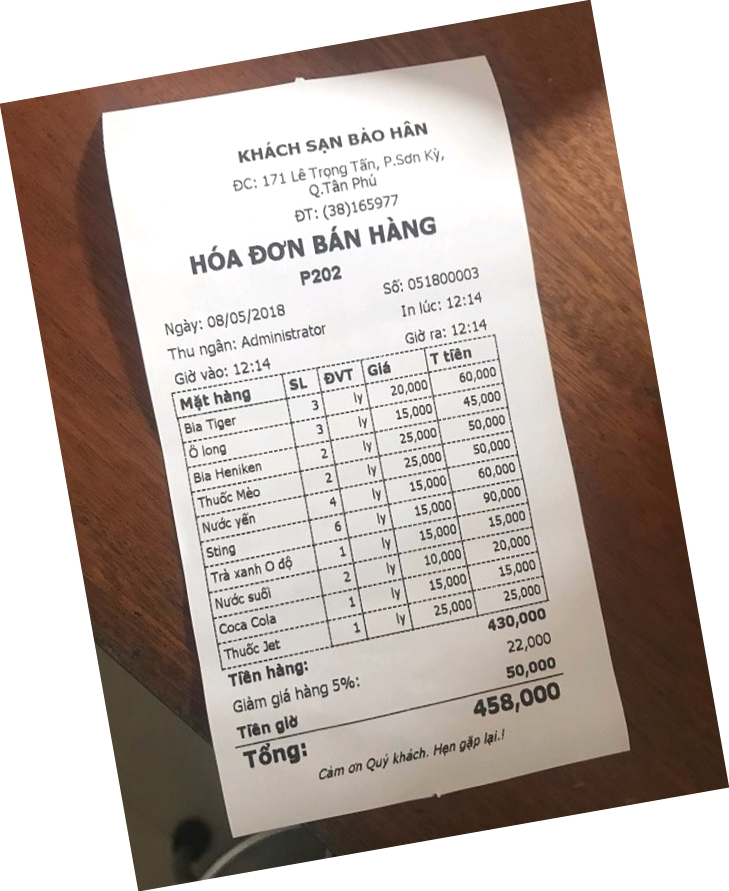 KHÁCH SẠN BẢO HÂN
ĐC: 171 Lê Trọng Tấn, P.Sơn Kỳ,
Q.Tân Phú
ĐT: (38)165977
HÓA ĐƠN BÁN HÀNG
P202
Ngày: 08/05/2018 Số: 051800003
Thu ngân: Administrator In lúc: 12:14
Giờ vào: 12:14 Giờ ra: 12:14
Mặt hàng SL ĐVT Giá T tiền
Bia Tiger 3 ly 20,000 60,000
Ô long 3 ly 15,000 45,000
Bia Heniken 2 ly 25,000 50,000
Thuốc Mèo 2 ly 25,000 50,000
Nước yến 4 ly 15,000 60,000
Sting 6 ly 15,000 90,000
Trà xanh O độ 1 ly 15,000 15,000
Nước suối 2 ly 10,000 20,000
Coca Cola 1 ly 15,000 15,000
Thuốc Jet 1 ly 25,000 25,000
Tiền hàng: 430,000
Giảm giá hàng 5%: 22,000
Tiền giờ 50,000
Tổng: 458,000
Cảm ơn Quý khách. Hẹn gặp lại.!